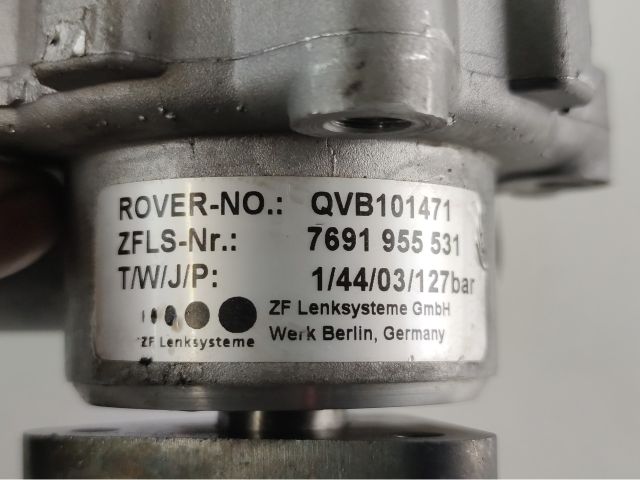 ROVER-NO.: QVB101471
ZFLS-Nr.: 7691 955 531
T/W/J/P: 1/44/03/127bar
ZF Lenksysteme
ZF Lenksysteme GmbH
Werk Berlin, Germany